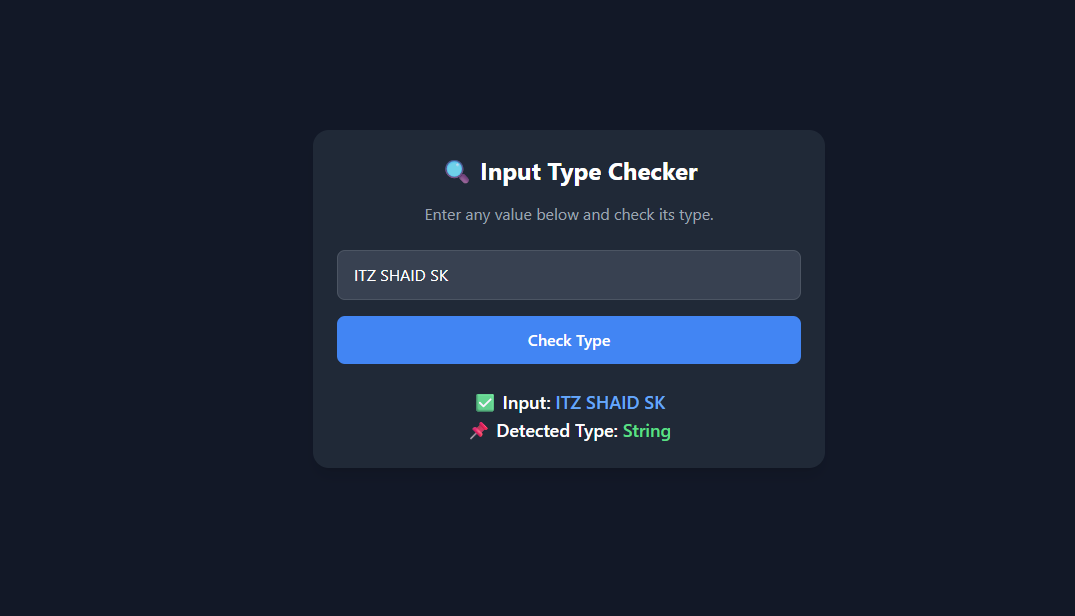 🔍 Input Type Checker
Enter any value below and check its type.
ITZ SHAID SK
Check Type
✅ Input: ITZ SHAID SK
📌 Detected Type: String